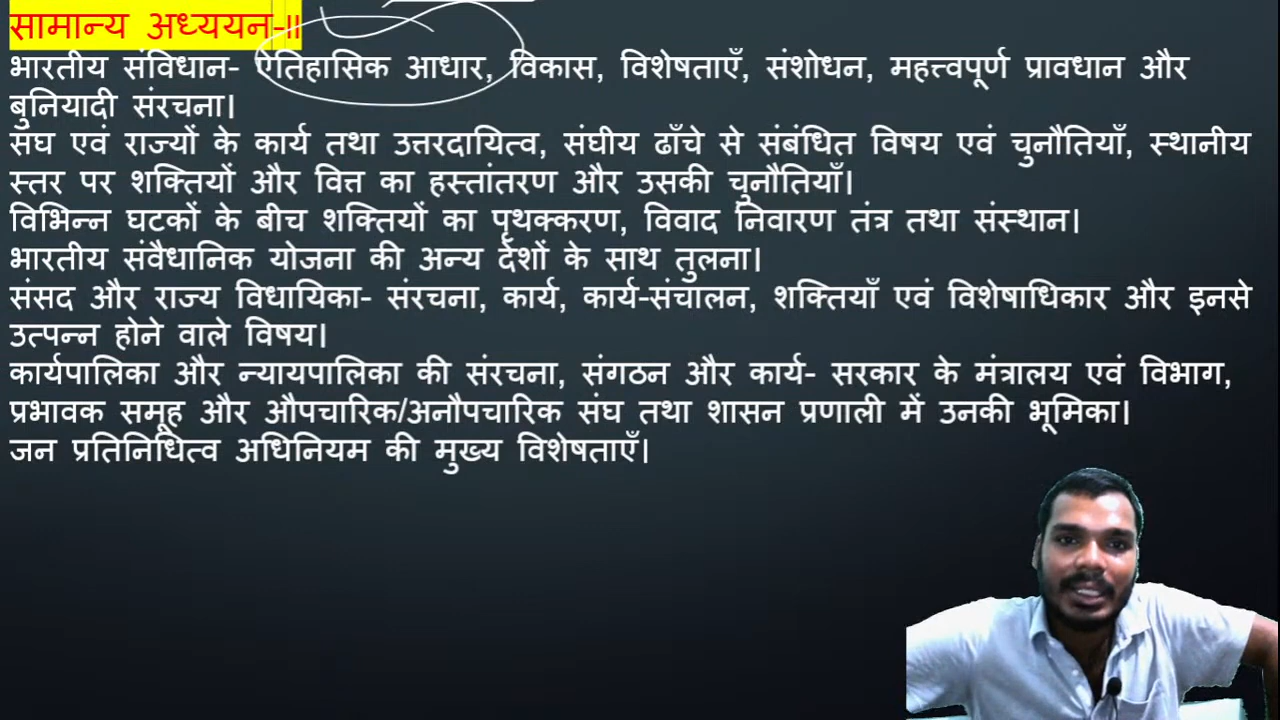 सामान्य अध्ययन-II
भारतीय संविधान- ऐतिहासिक आधार, विकास, विशेषताएँ, संशोधन, महत्त्वपूर्ण प्रावधान और
बुनियादी संरचना।
संघ एवं राज्यों के कार्य तथा उत्तरदायित्व, संघीय ढाँचे से संबंधित विषय एवं चुनौतियाँ, स्थानीय
स्तर पर शक्तियों और वित्त का हस्तांतरण और उसकी चुनौतियाँ।
विभिन्न घटकों के बीच शक्तियों का पृथक्करण, विवाद निवारण तंत्र तथा संस्थान।
भारतीय संवैधानिक योजना की अन्य देशों के साथ तुलना।
संसद और राज्य विधायिका- संरचना, कार्य, कार्य-संचालन, शक्तियाँ एवं विशेषाधिकार और इनसे
उत्पन्न होने वाले विषय।
कार्यपालिका और न्यायपालिका की संरचना, संगठन और कार्य- सरकार के मंत्रालय एवं विभाग,
प्रभावक समूह और औपचारिक/अनौपचारिक संघ तथा शासन प्रणाली में उनकी भूमिका।
जन प्रतिनिधित्व अधिनियम की मुख्य विशेषताएँ।